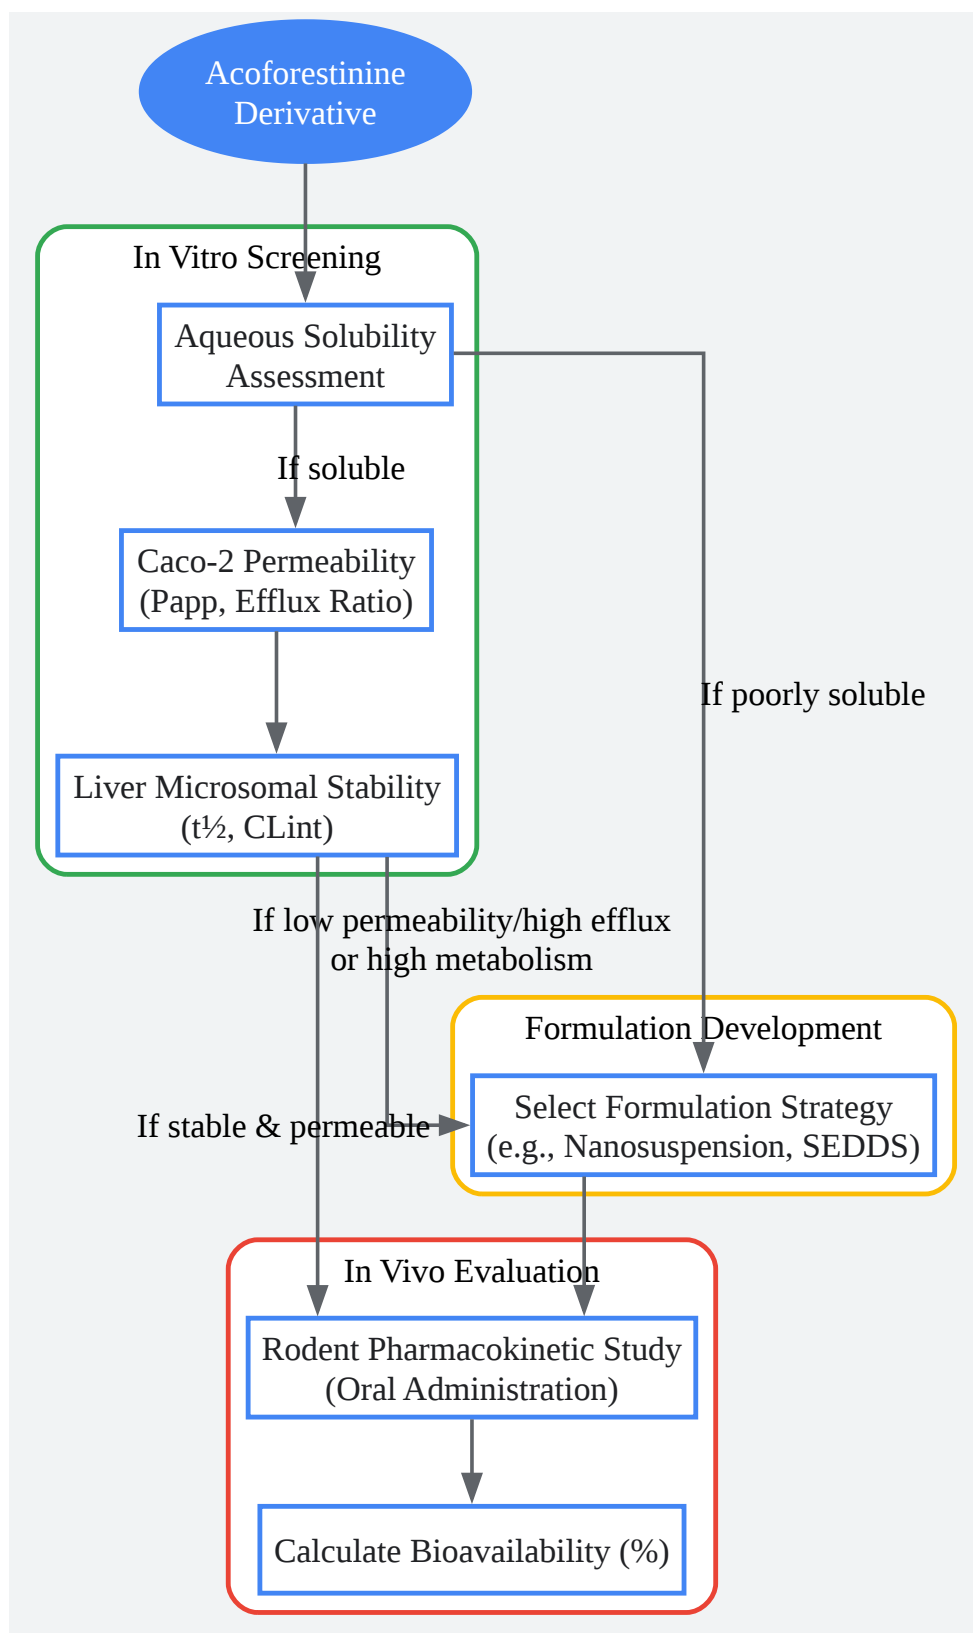 Acoforestinine
Derivative
In Vitro Screening
Aqueous Solubility
Assessment
If soluble
Caco-2 Permeability
(Papp, Efflux Ratio)
If poorly soluble
Liver Microsomal Stability
(t½, CLint)
If low permeability/high efflux
or high metabolism
Formulation Development
Select Formulation Strategy
(e.g., Nanosuspension, SEDDS)
If stable & permeable
In Vivo Evaluation
Rodent Pharmacokinetic Study
(Oral Administration)
Calculate Bioavailability (%)